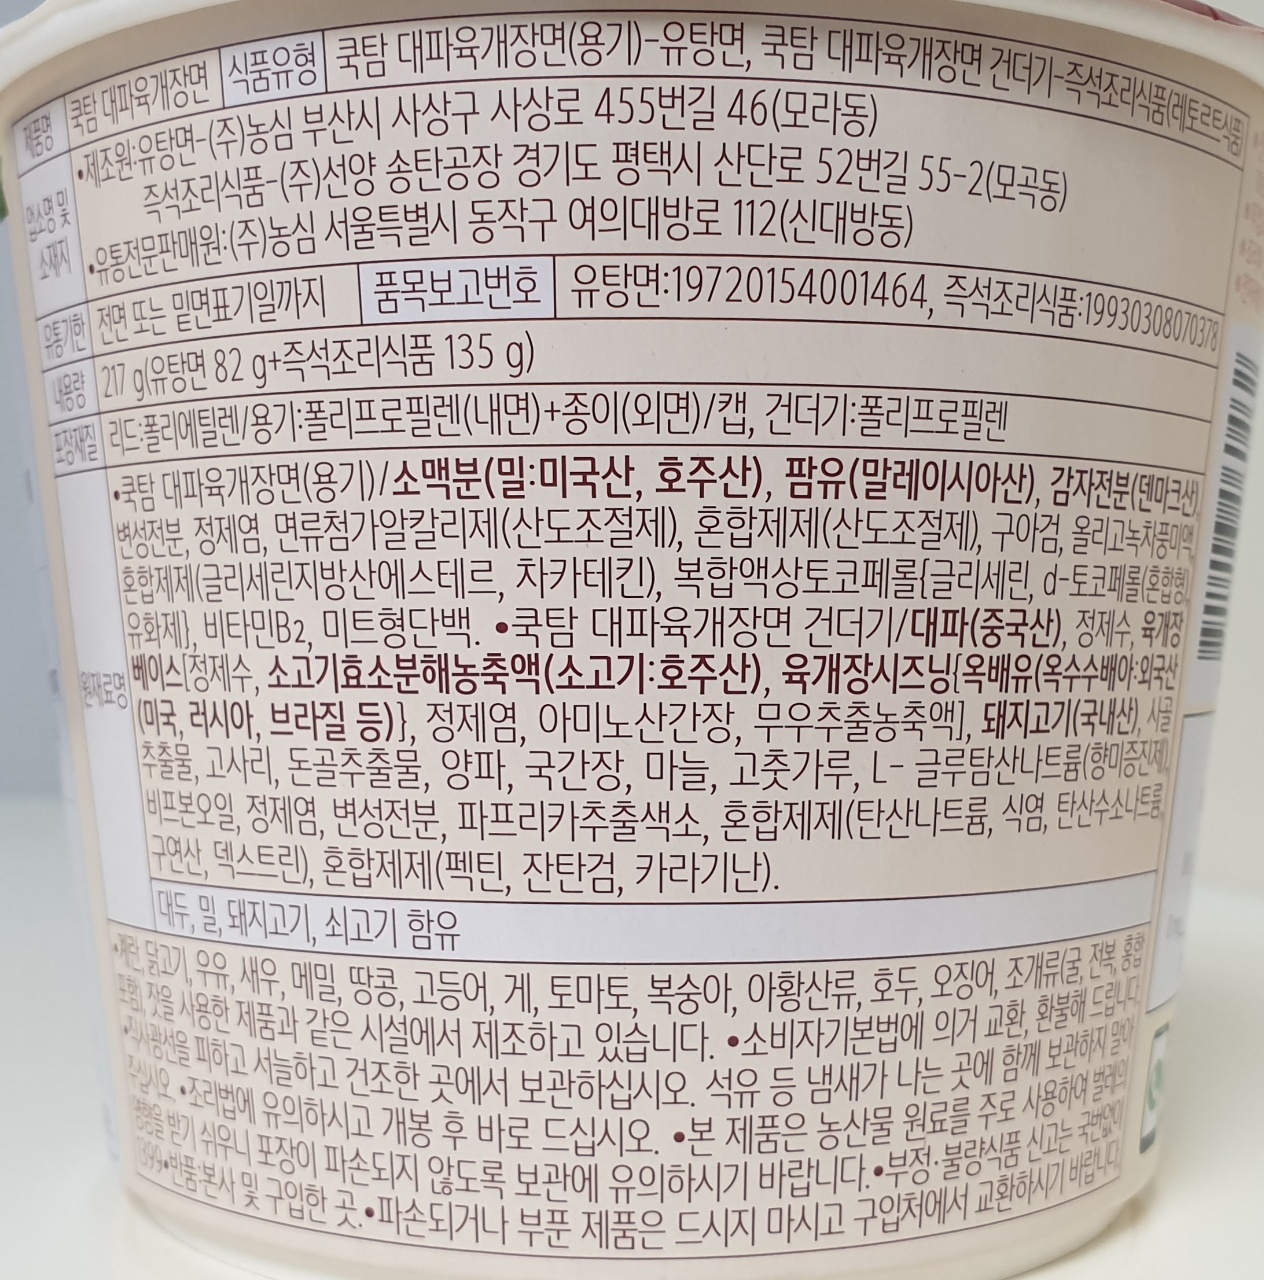 제품명 쿡탐 대파육개장면 식품유형 쿡탐 대파육개장면(용기)-유탕면, 쿡탐 대파육개장면 건더기-즉석조리식품(레토르트식품)
업소명 및 소재지 •제조원:유탕면-(주)농심 부산시 사상구 사상로 455번길 46(모라동)
즉석조리식품-(주)선양 송탄공장 경기도 평택시 산단로 52번길 55-2(모곡동)
•유통전문판매원:(주)농심 서울특별시 동작구 여의대방로 112(신대방동)
유통기한 전면 또는 밑면표기일까지 품목보고번호 유탕면:19720154001464, 즉석조리식품:19930308070378
내용량 217 g(유탕면 82 g+즉석조리식품 135 g)
포장재질 리드:폴리에틸렌/용기:폴리프로필렌(내면)+종이(외면)/캡, 건더기:폴리프로필렌
원재료명 •쿡탐 대파육개장면(용기)/소맥분(밀:미국산, 호주산), 팜유(말레이시아산), 감자전분(덴마크산),
변성전분, 정제염, 면류첨가알칼리제(산도조절제), 혼합제제(산도조절제), 구아검, 올리고녹차풍미액,
혼합제제(글리세린지방산에스테르, 차카테킨), 복합액상토코페롤{글리세린, d-토코페롤(혼합형),
유화제}, 비타민B2, 미트형단백. •쿡탐 대파육개장면 건더기/대파(중국산), 정제수, 육개장
베이스[정제수, 소고기효소분해농축액(소고기:호주산), 육개장시즈닝{옥배유(옥수수배아:외국산
(미국, 러시아, 브라질 등)}, 정제염, 아미노산간장, 무우추출농축액], 돼지고기(국내산), 사골
추출물, 고사리, 돈골추출물, 양파, 국간장, 마늘, 고춧가루, L- 글루탐산나트륨(향미증진제),
비프본오일, 정제염, 변성전분, 파프리카추출색소, 혼합제제(탄산나트륨, 식염, 탄산수소나트륨,
구연산, 덱스트린), 혼합제제(펙틴, 잔탄검, 카라기난).
대두, 밀, 돼지고기, 쇠고기 함유
•계란, 닭고기, 우유, 새우, 메밀, 땅콩, 고등어, 게, 토마토, 복숭아, 아황산류, 호두, 오징어, 조개류(굴, 전복, 홍합
포함), 잣을 사용한 제품과 같은 시설에서 제조하고 있습니다. •소비자기본법에 의거 교환, 환불해 드립니다.
•직사광선을 피하고 서늘하고 건조한 곳에서 보관하십시오. 석유 등 냄새가 나는 곳에 함께 보관하지 말아
주십시오. •조리법에 유의하시고 개봉 후 바로 드십시오. •본 제품은 농산물 원료를 주로 사용하여 벌레의
영향을 받기 쉬우니 포장이 파손되지 않도록 보관에 유의하시기 바랍니다. •부정·불량식품 신고는 국번없이
1399•반품:본사 및 구입한 곳.•파손되거나 부푼 제품은 드시지 마시고 구입처에서 교환하시기 바랍니다.